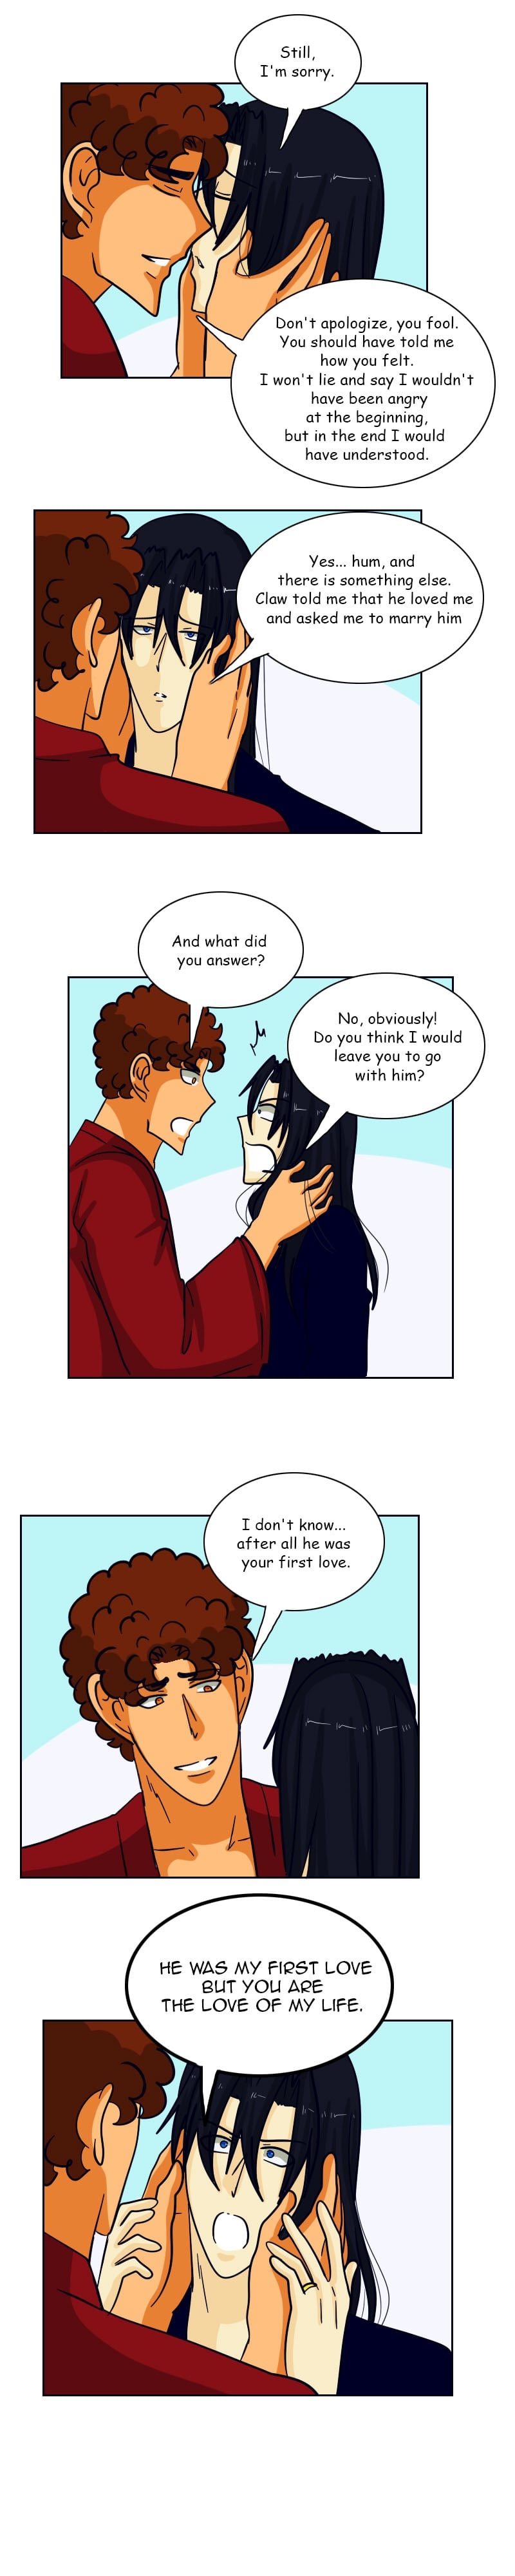 Still,
I'm sorry.
Don't apologize, you fool.
You should have told me
how you felt.
I won't lie and say I wouldn't
have been angry
at the beginning,
but in the end I would
have understood.
Yes... hum, and
there is something else.
Claw told me that he loved me
and asked me to marry him
And what did
you answer?
No, obviously!
Do you think I would
leave you to go
with him?
I don't know...
after all he was
your first love.
HE WAS MY FIRST LOVE
BUT YOU ARE
THE LOVE OF MY LIFE.